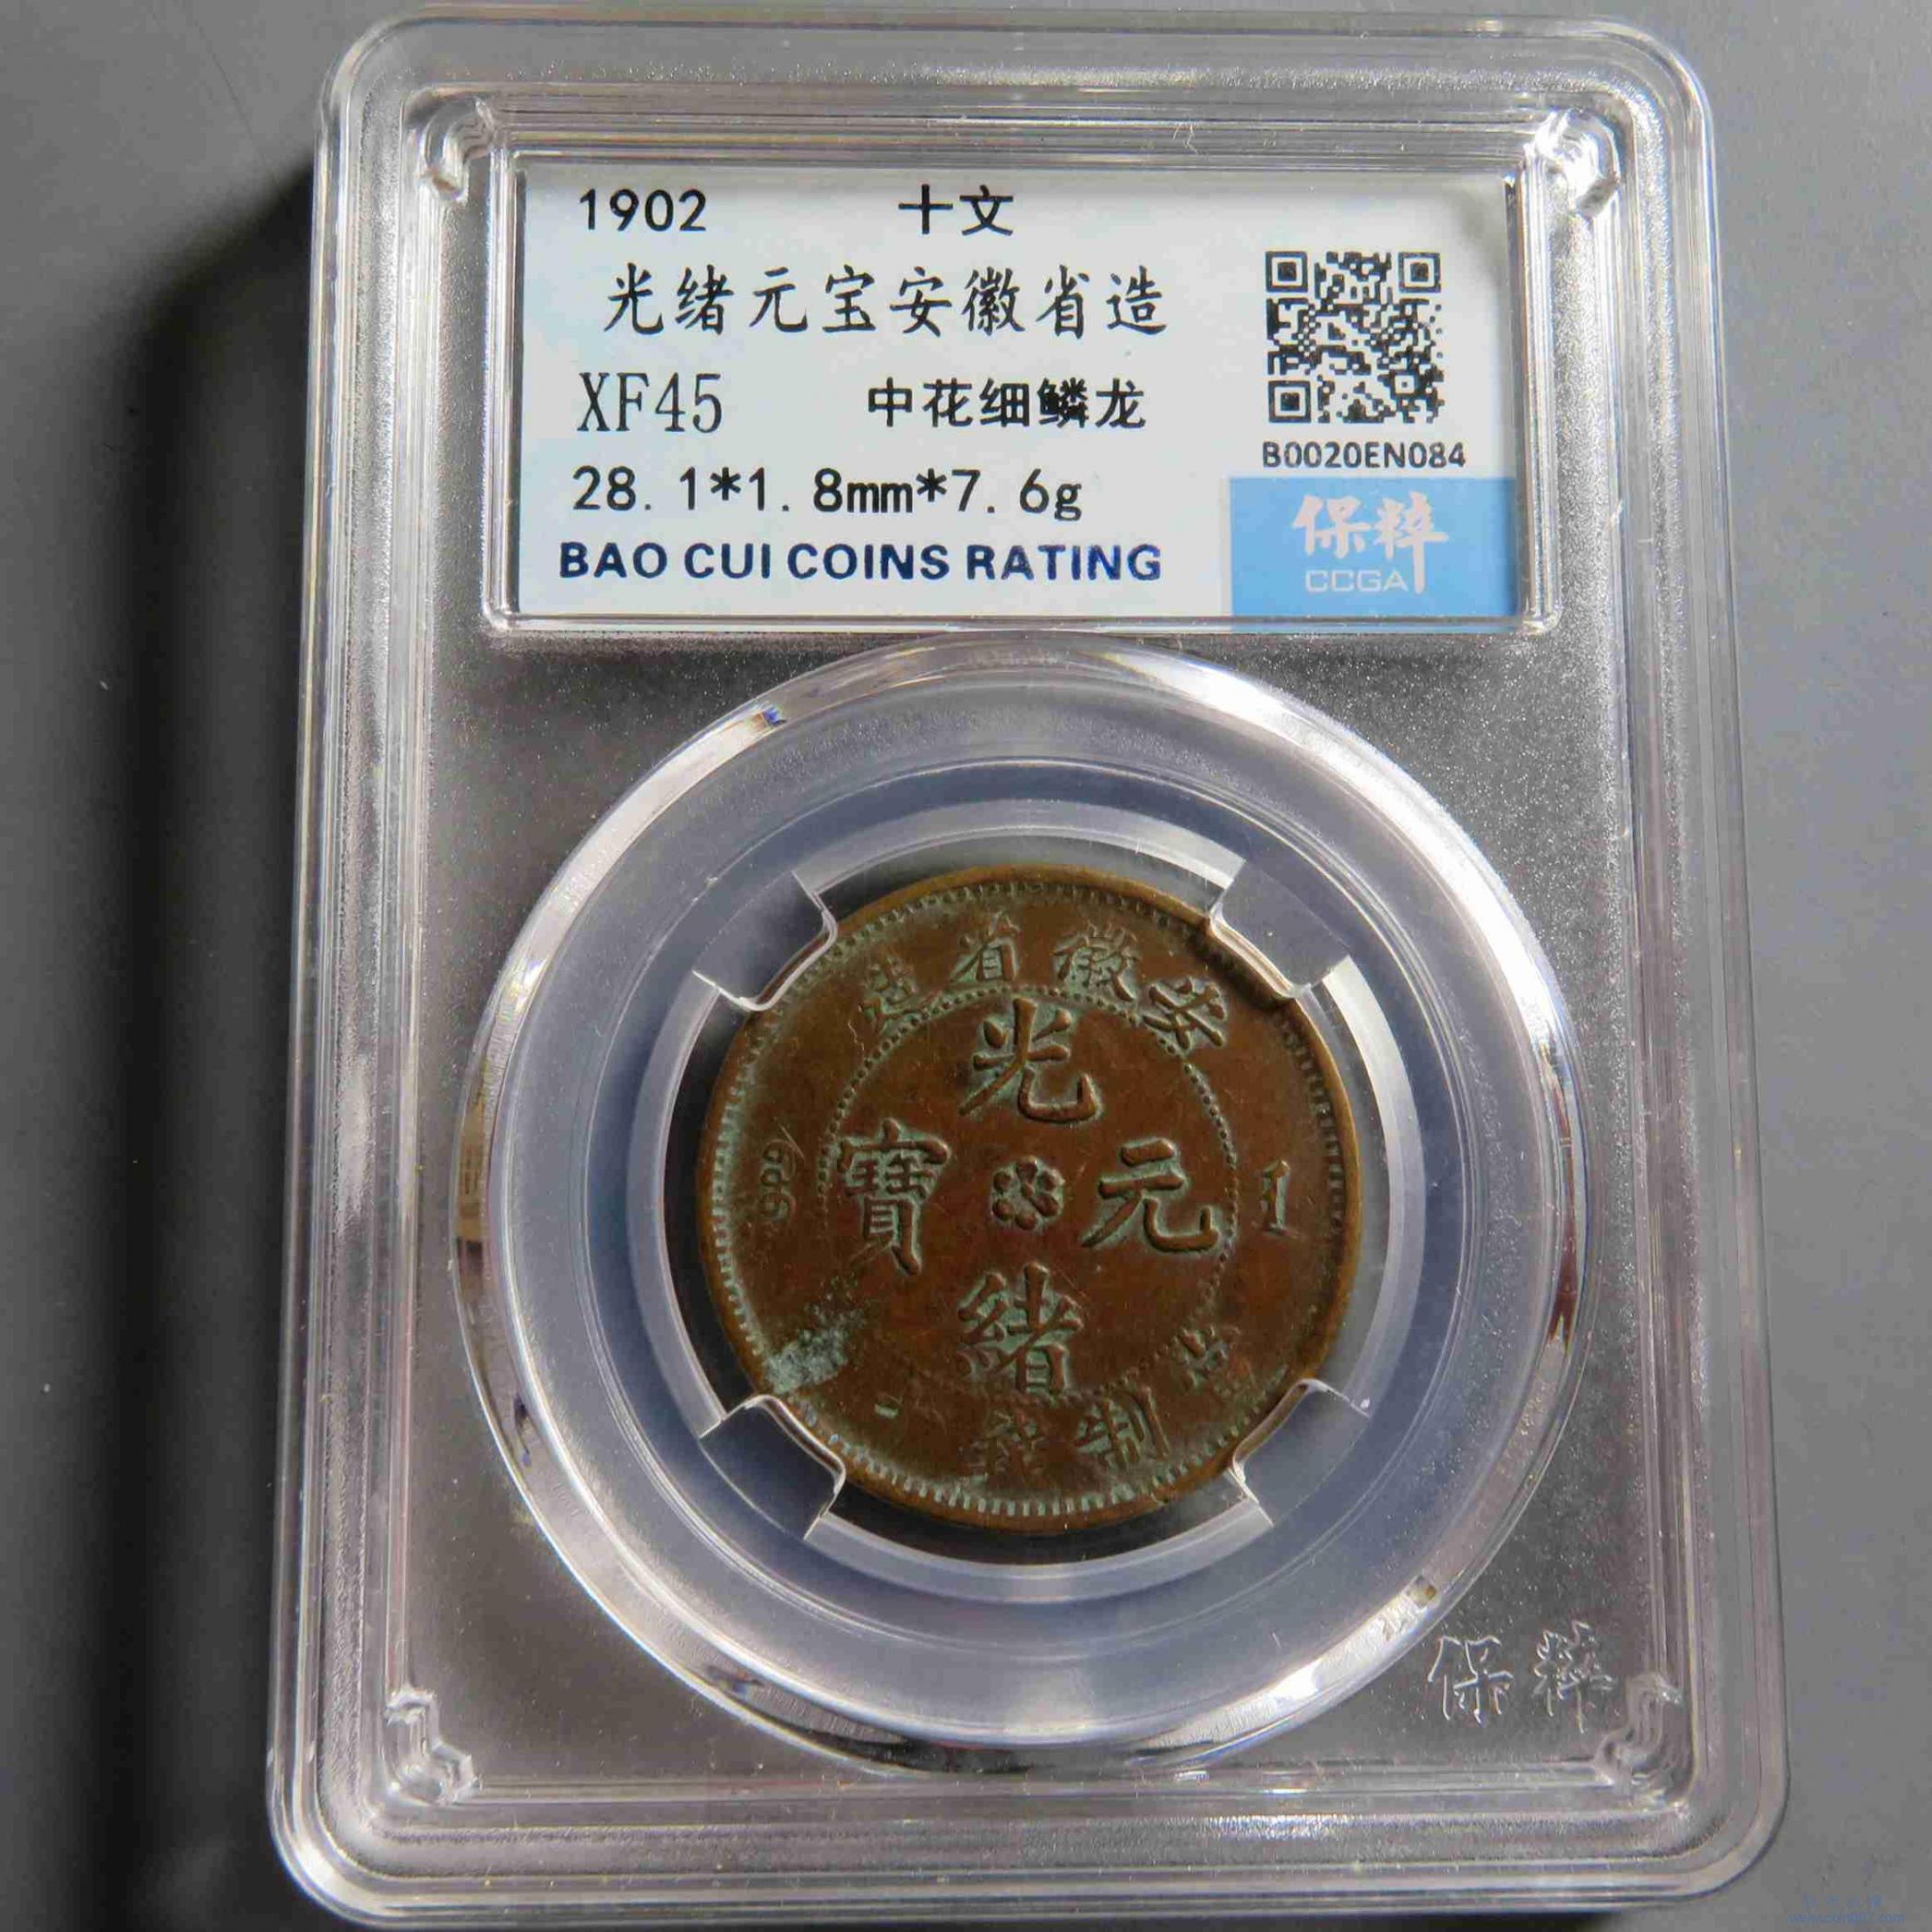 1902 十文
光绪元宝安徽省造
XF45 中花细鳞龙
28.1*1.8mm*7.6g
B0020EN084
BAO CUI COINS RATING
保粹
CCGA
安徽省造
光緒元寶
當制錢
保粹